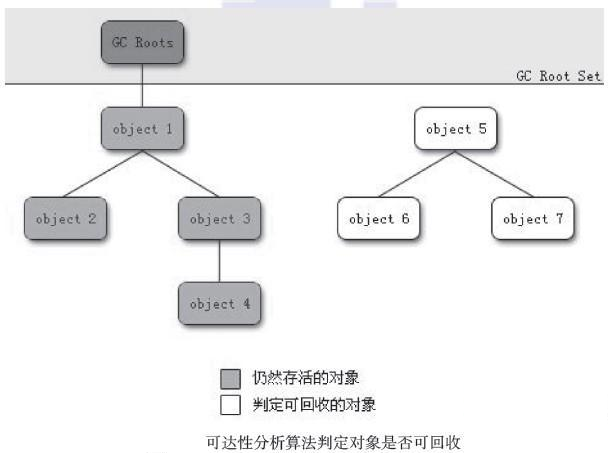 GC Roots
GC Root Set
object 1
object 5
object 2
object 3
object 6
object 7
object 4
仍然存活的对象
判定可回收的对象
可达性分析算法判定对象是否可回收